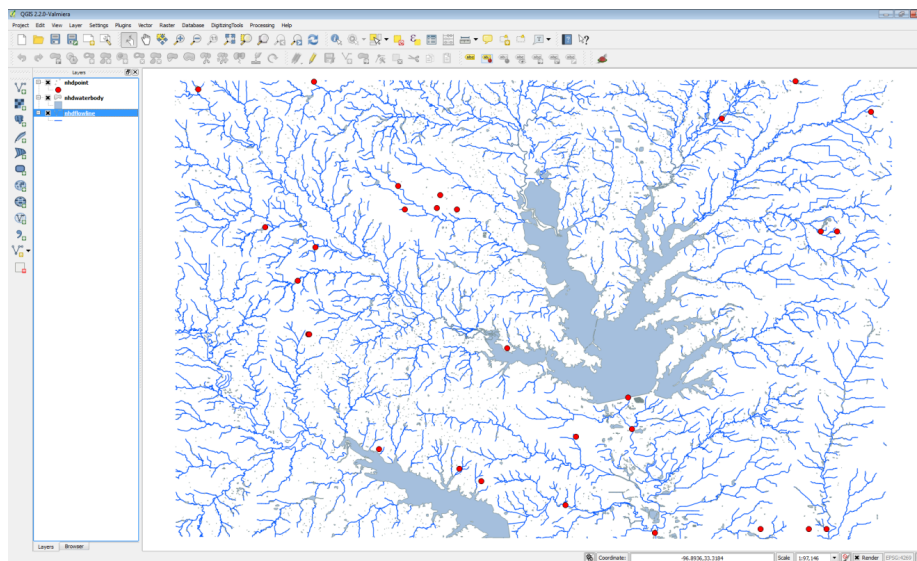 QGIS 2.2.0-Valmiera
Project Edit View Layer Settings Plugins Vector Raster Database DigitizingTools Processing Help
Layers
nhdpoint
nhdwaterbody
nhdflowline
Layers Browser
Coordinate: -96.8936,33.3184 Scale 1:97,146 Render EPSG:4269